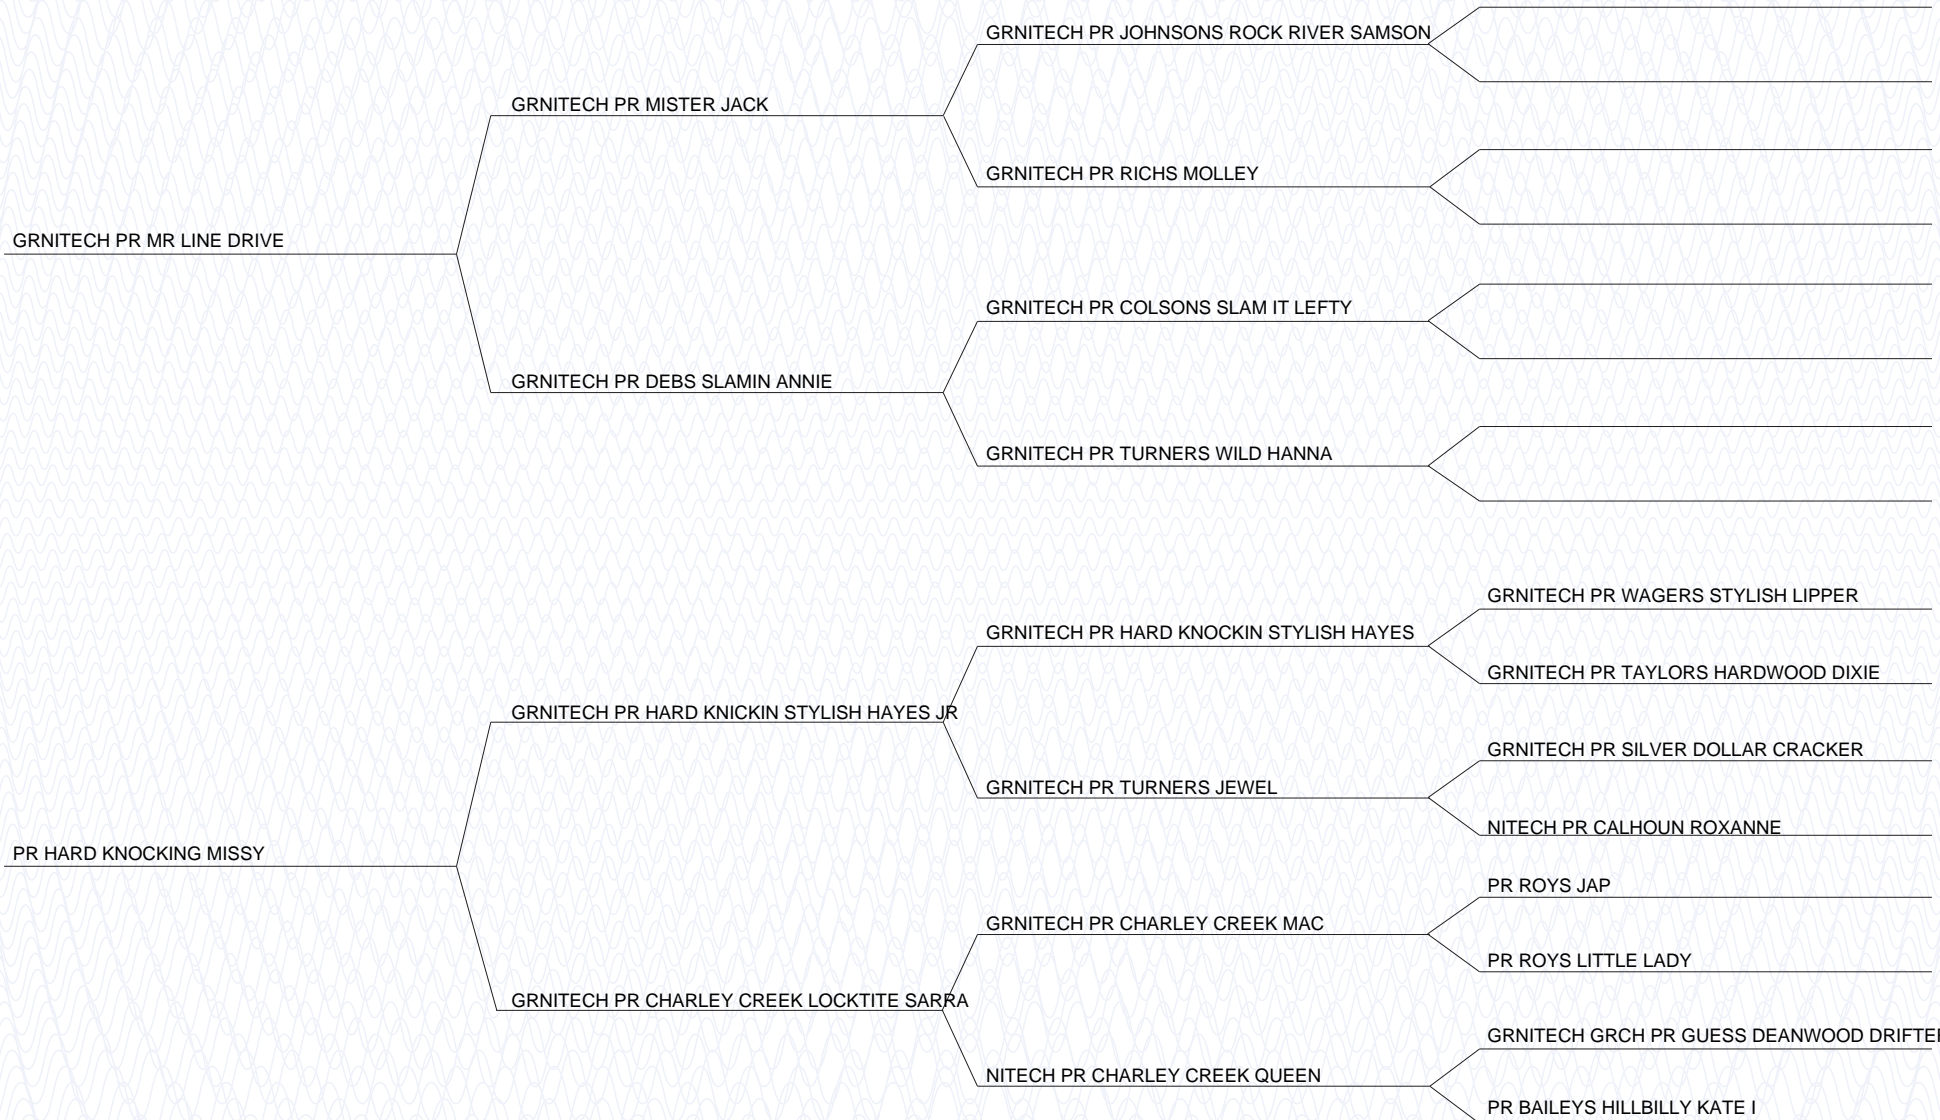 GRNITECH PR JOHNSONS ROCK RIVER SAMSON
GRNITECH PR MISTER JACK
GRNITECH PR RICHS MOLLEY
GRNITECH PR MR LINE DRIVE
GRNITECH PR COLSONS SLAM IT LEFTY
GRNITECH PR DEBS SLAMIN ANNIE
GRNITECH PR TURNERS WILD HANNA
GRNITECH PR WAGERS STYLISH LIPPER
GRNITECH PR HARD KNOCKIN STYLISH HAYES
GRNITECH PR TAYLORS HARDWOOD DIXIE
GRNITECH PR HARD KNICKIN STYLISH HAYES JR
GRNITECH PR SILVER DOLLAR CRACKER
GRNITECH PR TURNERS JEWEL
NITECH PR CALHOUN ROXANNE
PR HARD KNOCKING MISSY
PR ROYS JAP
GRNITECH PR CHARLEY CREEK MAC
PR ROYS LITTLE LADY
GRNITECH PR CHARLEY CREEK LOCKTITE SARRA
GRNITECH GRCH PR GUESS DEANWOOD DRIFTER
NITECH PR CHARLEY CREEK QUEEN
PR BAILEYS HILLBILLY KATE I